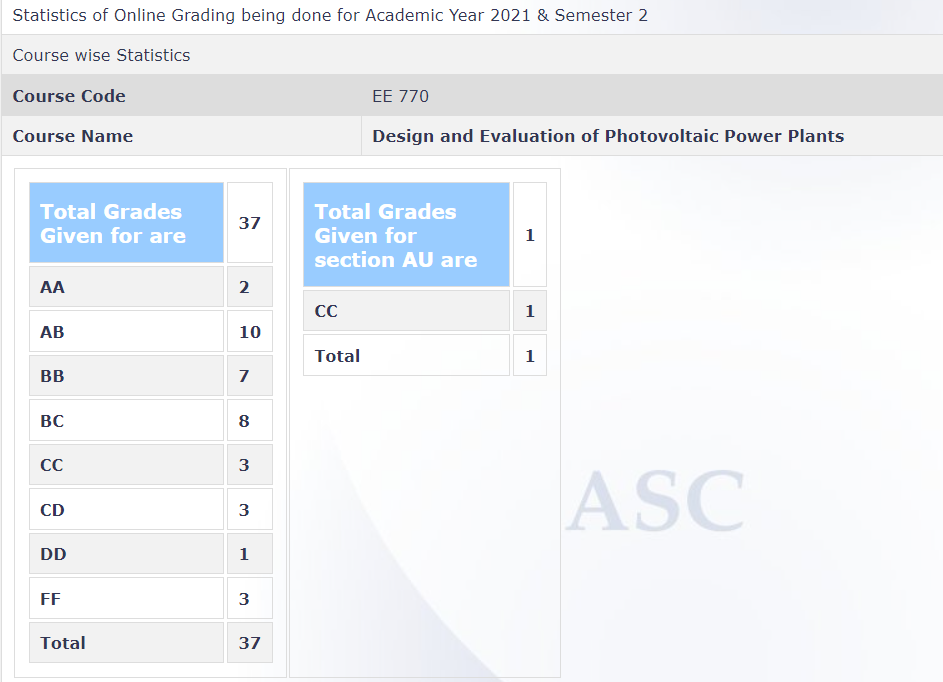 Statistics of Online Grading being done for Academic Year 2021 & Semester 2
Course wise Statistics
Course Code EE 770
Course Name Design and Evaluation of Photovoltaic Power Plants
Total Grades
Given for are 37
AA 2
AB 10
BB 7
BC 8
CC 3
CD 3
DD 1
FF 3
Total 37
Total Grades
Given for
section AU are 1
CC 1
Total 1
ASC